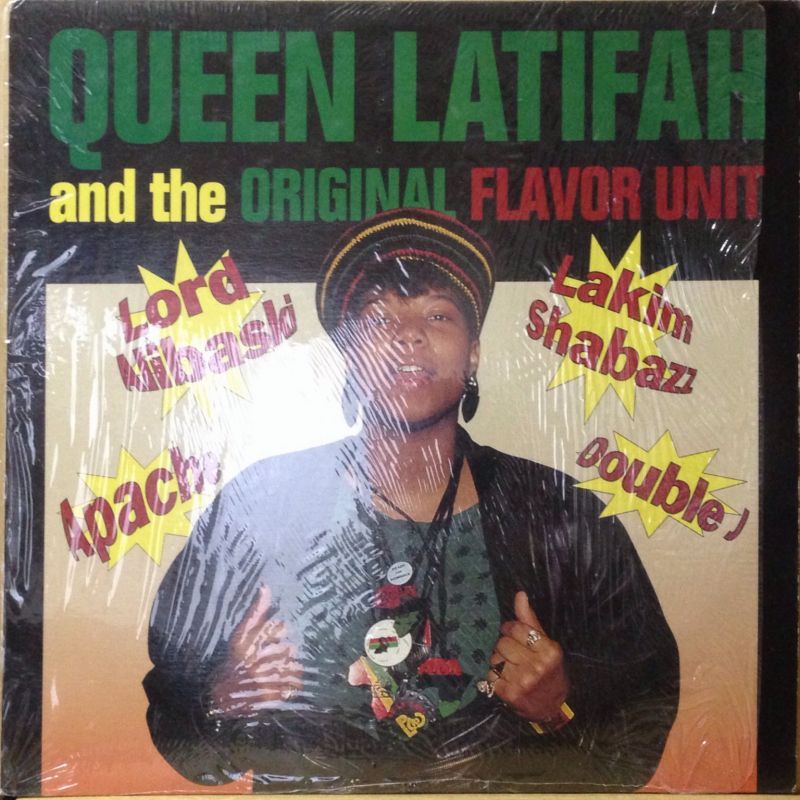 QUEEN LATIFAH
and the ORIGINAL FLAVOR UNIT
Lord
Alibaski
Lakim
Shabazz
Apache
Double J